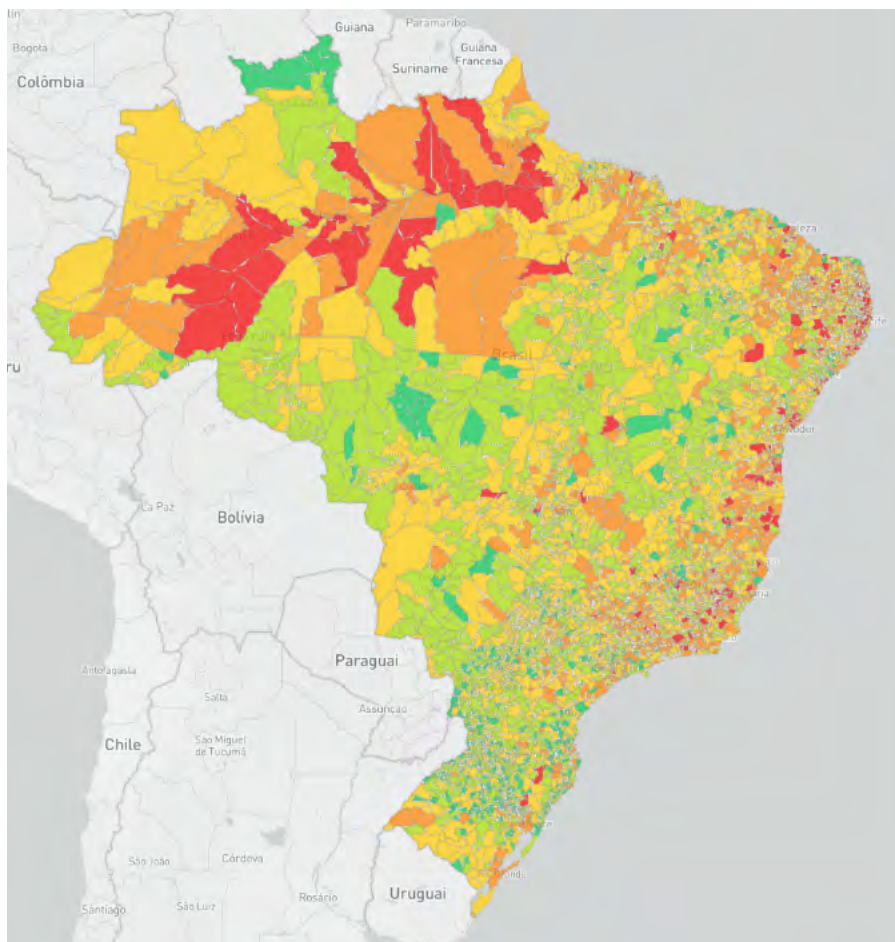 Paramaribo
Guiana
Bogotá
Guiana
Francesa
Suriname
Colômbia
Brasil
La Paz
Bolívia
Paraguai
Antofagasta
Assunção
Salta
Chile
São Miguel
de Tucumã
São João
Córdova
Rosário
Uruguai
Santiago
São Luiz